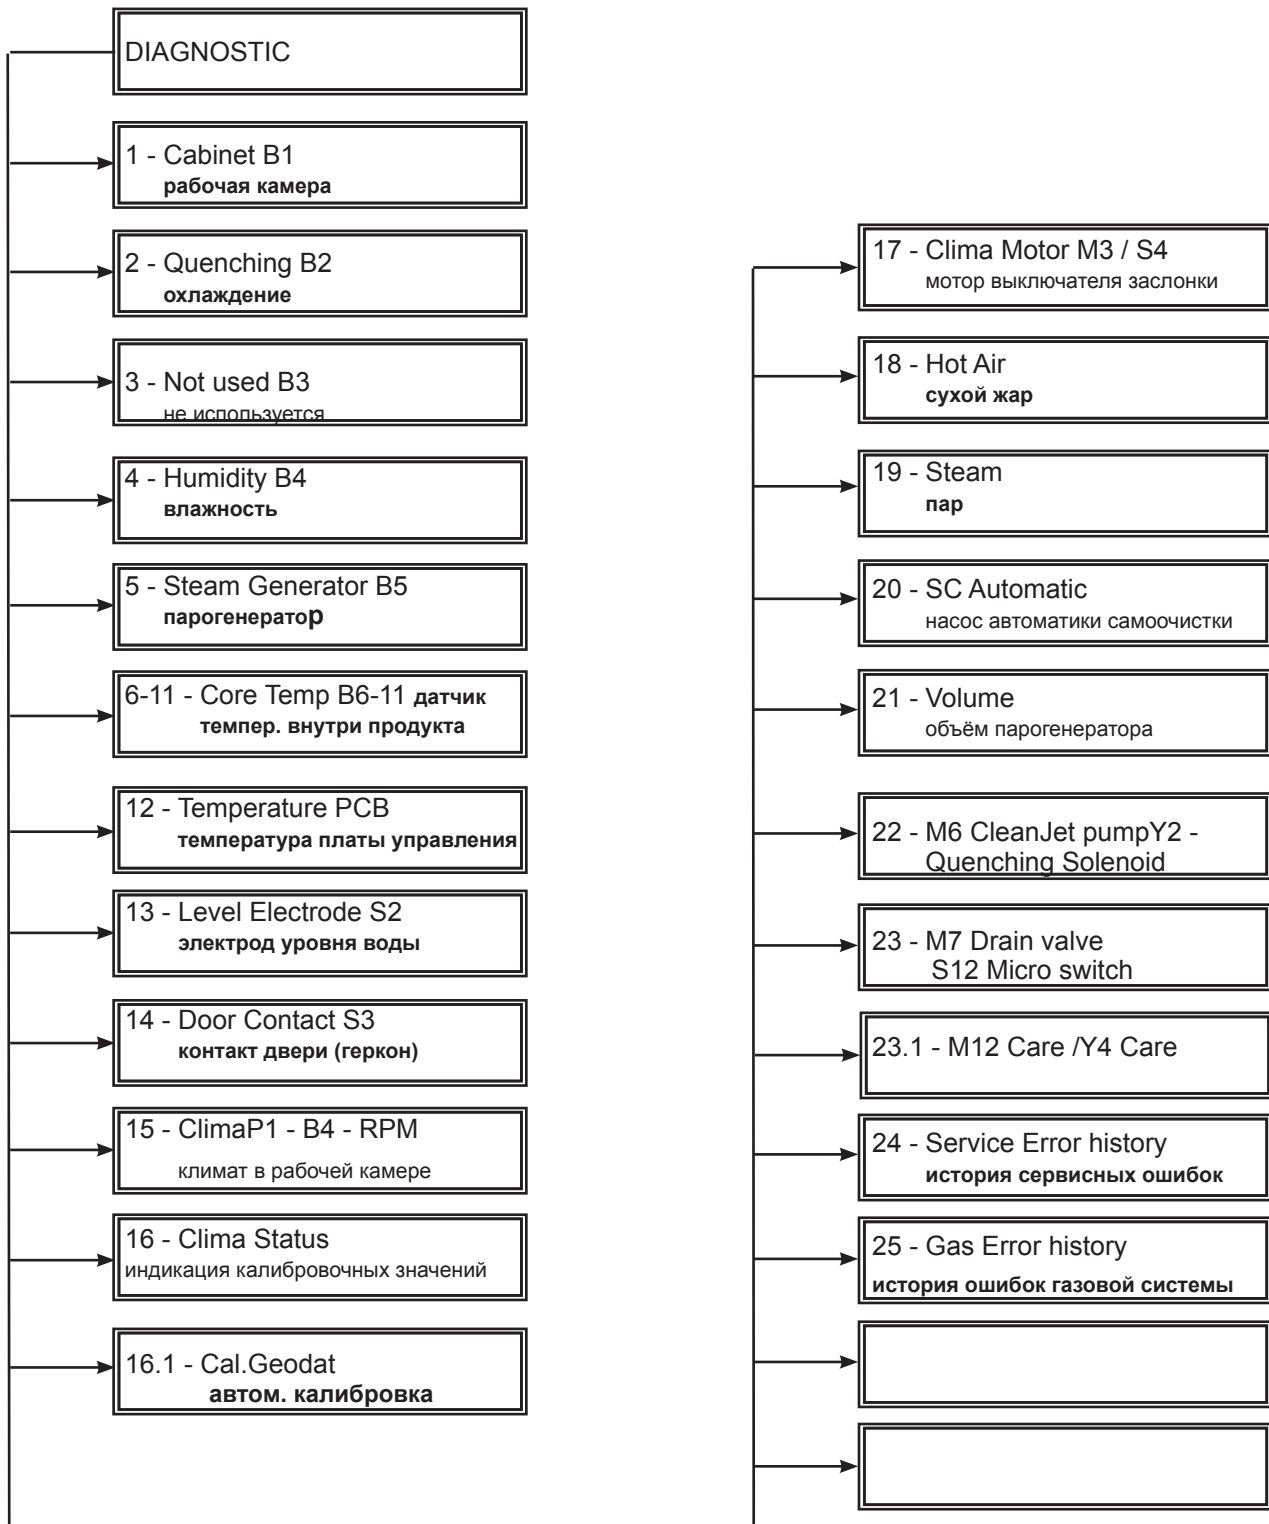 DIAGNOSTIC
1 - Cabinet B1
рабочая камера
2 - Quenching B2
охлаждение
3 - Not used B3
не используется
4 - Humidity B4
влажность
5 - Steam Generator B5
парогенератор
6-11 - Core Temp B6-11 датчик
темпер. внутри продукта
12 - Temperature PCB
температура платы управления
13 - Level Electrode S2
электрод уровня воды
14 - Door Contact S3
контакт двери (геркон)
15 - ClimaP1 - B4 - RPM
климат в рабочей камере
16 - Clima Status
индикация калибровочных значений
16.1 - Cal.Geodat
автом. калибровка
17 - Clima Motor M3 / S4
мотор выключателя заслонки
18 - Hot Air
сухой жар
19 - Steam
пар
20 - SC Automatic
насос автоматики самоочистки
21 - Volume
объём парогенератора
22 - M6 CleanJet pumpY2 -
Quenching Solenoid
23 - M7 Drain valve
S12 Micro switch
23.1 - M12 Care /Y4 Care
24 - Service Error history
история сервисных ошибок
25 - Gas Error history
история ошибок газовой системы